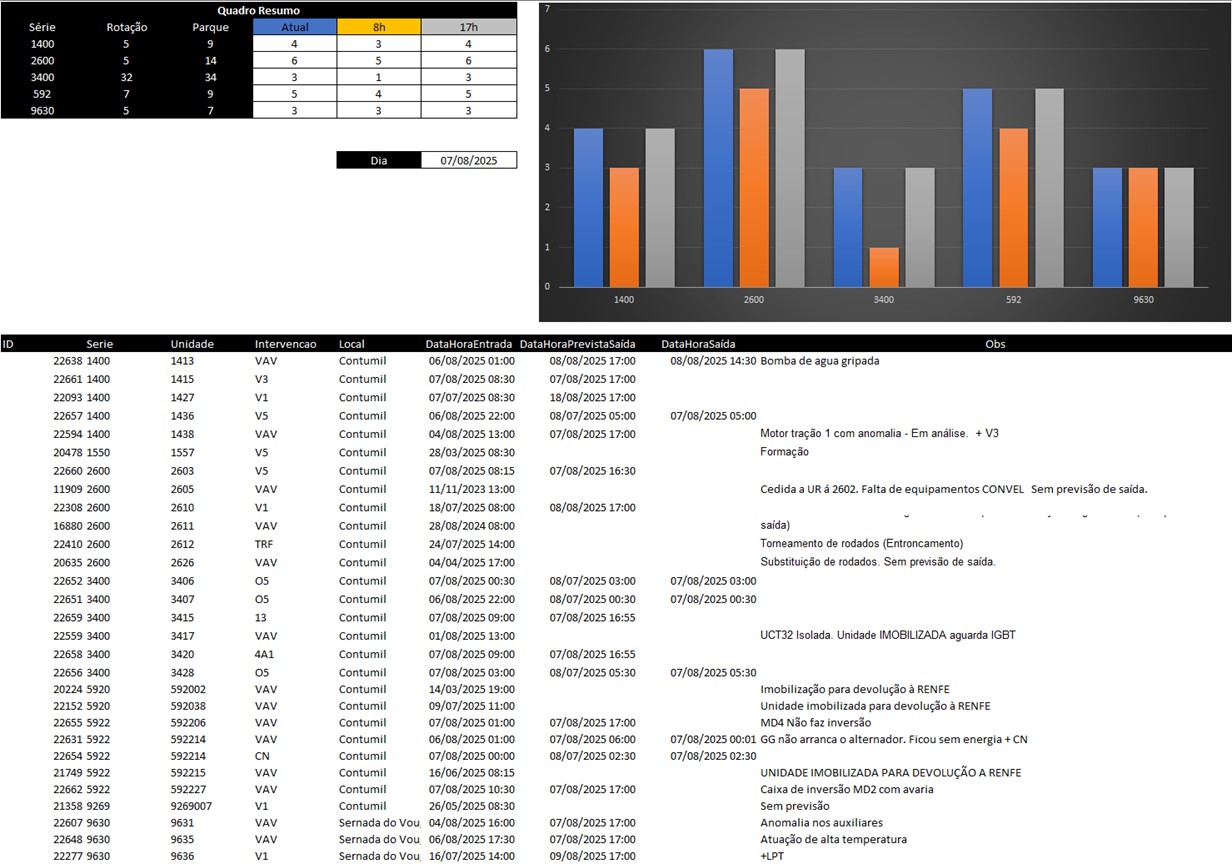 Quadro Resumo
Série Rotação Parque Atual 8h 17h
1400 5 9 4 3 4
2600 5 14 6 5 6
3400 32 34 3 1 3
592 7 9 5 4 5
9630 5 7 3 3 3
Dia 07/08/2025
7
6
5
4
3
2
1
0
1400 2600 3400 592 9630
ID Serie Unidade Intervencao Local DataHoraEntrada DataHoraPrevistaSaída DataHoraSaída Obs
22638 1400 1413 VAV Contumil 06/08/2025 01:00 08/08/2025 17:00 08/08/2025 14:30 Bomba de agua gripada
22661 1400 1415 V3 Contumil 07/08/2025 08:30 07/08/2025 17:00
22093 1400 1427 V1 Contumil 07/07/2025 08:30 18/08/2025 17:00
22657 1400 1436 V5 Contumil 06/08/2025 22:00 08/07/2025 05:00 07/08/2025 05:00
22594 1400 1438 VAV Contumil 04/08/2025 13:00 07/08/2025 17:00 Motor tração 1 com anomalia - Em análise. + V3
20478 1550 1557 V5 Contumil 28/03/2025 08:30 Formação
22660 2600 2603 V5 Contumil 07/08/2025 08:15 07/08/2025 16:30
11909 2600 2605 VAV Contumil 11/11/2023 13:00 Cedida a UR á 2602. Falta de equipamentos CONVEL Sem previsão de saída.
22308 2600 2610 V1 Contumil 18/07/2025 08:00 08/08/2025 17:00
16880 2600 2611 VAV Contumil 28/08/2024 08:00 saída)
22410 2600 2612 TRF Contumil 24/07/2025 14:00 Torneamento de rodados (Entroncamento)
20635 2600 2626 VAV Contumil 04/04/2025 17:00 Substituição de rodados. Sem previsão de saída.
22652 3400 3406 O5 Contumil 07/08/2025 00:30 08/07/2025 03:00 07/08/2025 03:00
22651 3400 3407 O5 Contumil 06/08/2025 22:00 08/07/2025 00:30 07/08/2025 00:30
22659 3400 3415 13 Contumil 07/08/2025 09:00 07/08/2025 16:55
22559 3400 3417 VAV Contumil 01/08/2025 13:00 UCT32 Isolada. Unidade IMOBILIZADA aguarda IGBT
22658 3400 3420 4A1 Contumil 07/08/2025 09:00 07/08/2025 16:55
22656 3400 3428 O5 Contumil 07/08/2025 03:00 08/07/2025 05:30 07/08/2025 05:30
20224 5920 592002 VAV Contumil 14/03/2025 19:00 Imobilização para devolução à RENFE
22152 5920 592038 VAV Contumil 09/07/2025 11:00 Unidade imobilizada para devolução à RENFE
22655 5922 592206 VAV Contumil 07/08/2025 01:00 07/08/2025 17:00 MD4 Não faz inversão
22631 5922 592214 VAV Contumil 06/08/2025 01:00 07/08/2025 06:00 07/08/2025 00:01 GG não arranca o alternador. Ficou sem energia + CN
22654 5922 592214 CN Contumil 07/08/2025 00:00 08/07/2025 02:30 07/08/2025 02:30
21749 5922 592215 VAV Contumil 16/06/2025 08:15 UNIDADE IMOBILIZADA PARA DEVOLUÇÃO A RENFE
22662 5922 592227 VAV Contumil 07/08/2025 10:30 07/08/2025 17:00 Caixa de inversão MD2 com avaria
21358 9269 9269007 V1 Contumil 26/05/2025 08:30 Sem previsão
22607 9630 9631 VAV Sernada do Vou 04/08/2025 16:00 07/08/2025 17:00 Anomalia nos auxiliares
22648 9630 9635 VAV Sernada do Vou 06/08/2025 17:30 07/08/2025 17:00 Atuação de alta temperatura
22277 9630 9636 V1 Sernada do Vou 16/07/2025 14:00 09/08/2025 17:00 +LPT